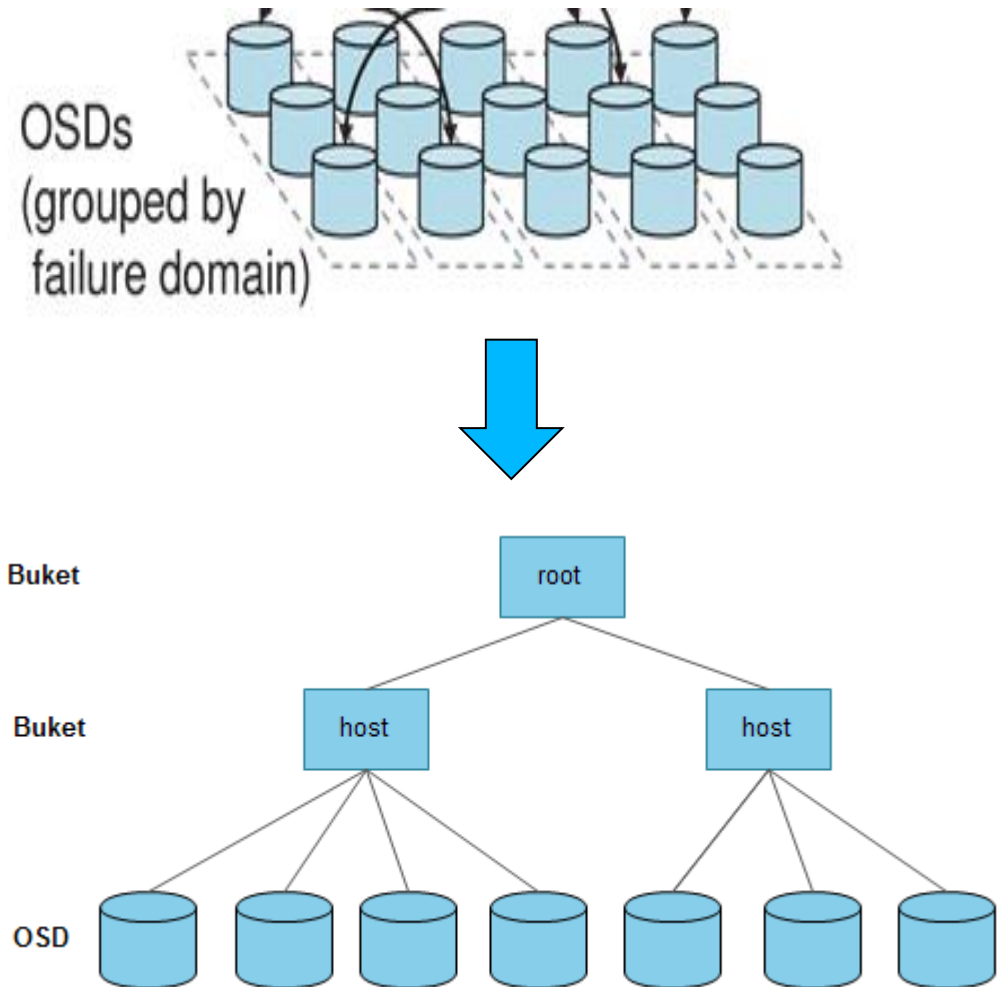 OSDs
(grouped by
failure domain)
Buket
root
Buket
host
host
OSD